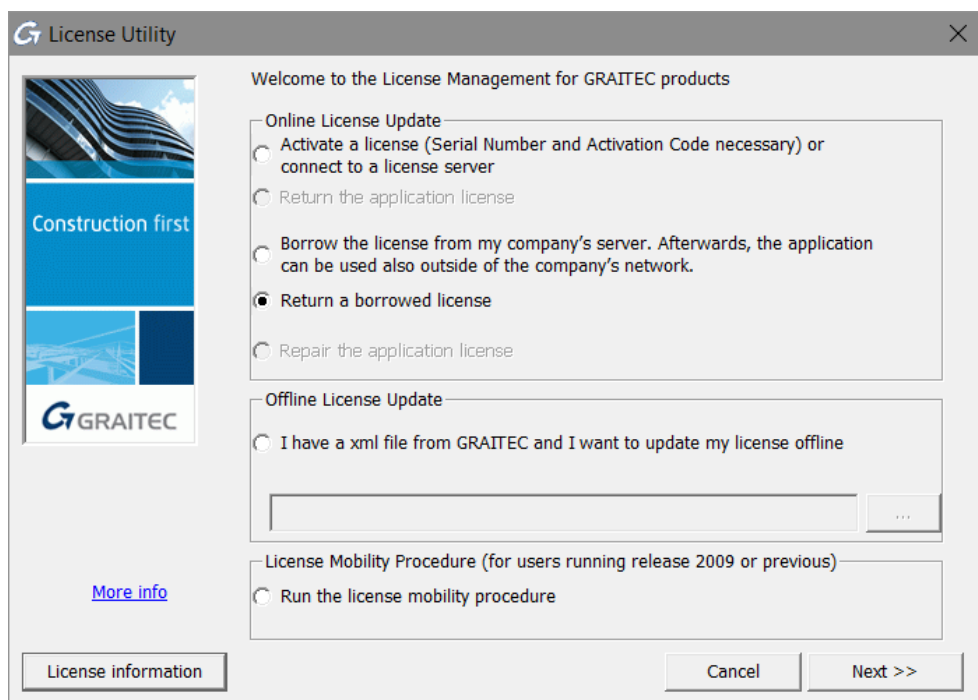 License Utility
Welcome to the License Management for GRAITEC products
Online License Update
Activate a license (Serial Number and Activation Code necessary) or
connect to a license server
Return the application license
Construction first
Borrow the license from my company’s server. Afterwards, the application
can be used also outside of the company’s network.
Return a borrowed license
Repair the application license
GRAITEC
Offline License Update
I have a xml file from GRAITEC and I want to update my license offline
...
License Mobility Procedure (for users running release 2009 or previous)
More info
Run the license mobility procedure
License information
Cancel
Next >>